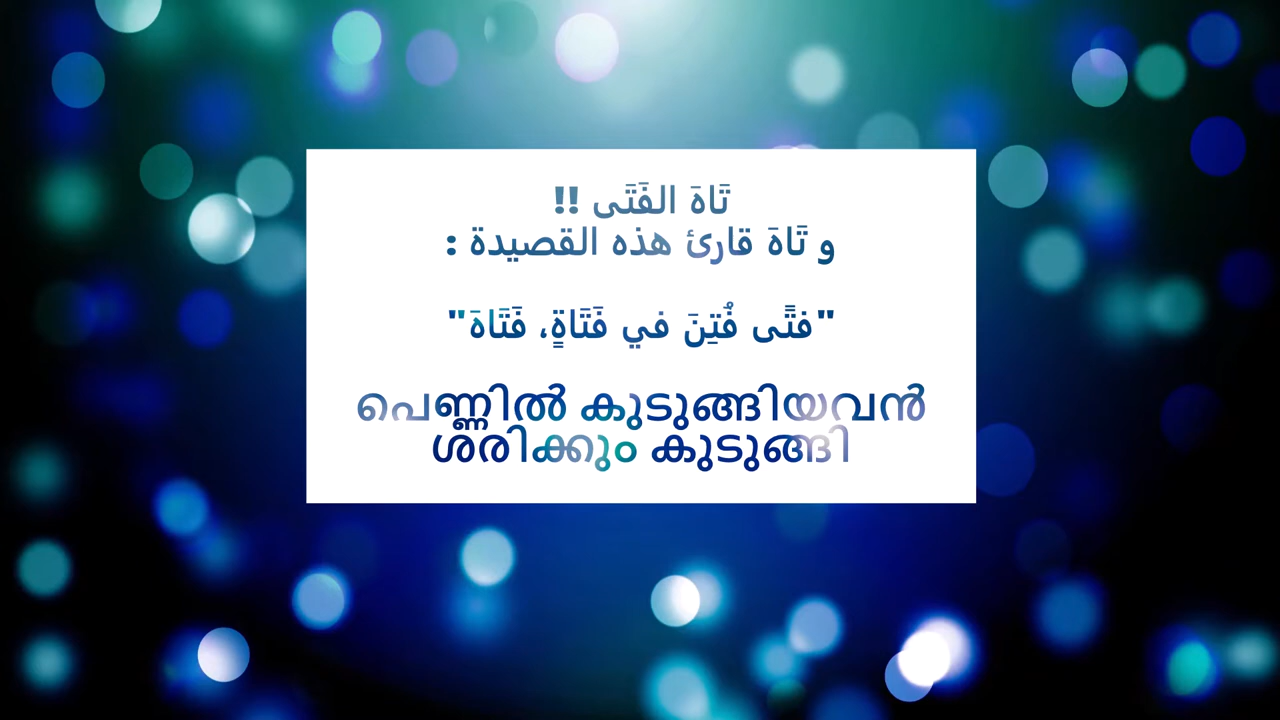 تَاهَ الفَتَى !!
و تَاهَ قارئ هذه القصيدة :
"فتًى فُتِنَ في فَتَاةٍ، فَتَاهَ"
പെണ്ണിൽ കുടുങ്ങിയവൻ
ശരിക്കും കുടുങ്ങി